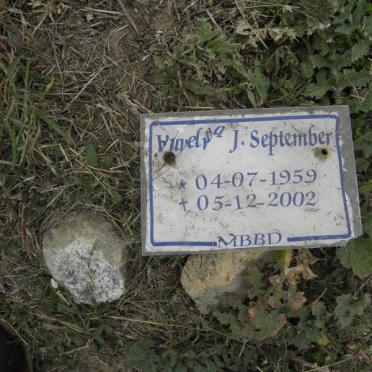 J. September
* 04-07-1959
† 05-12-2002
MBBD